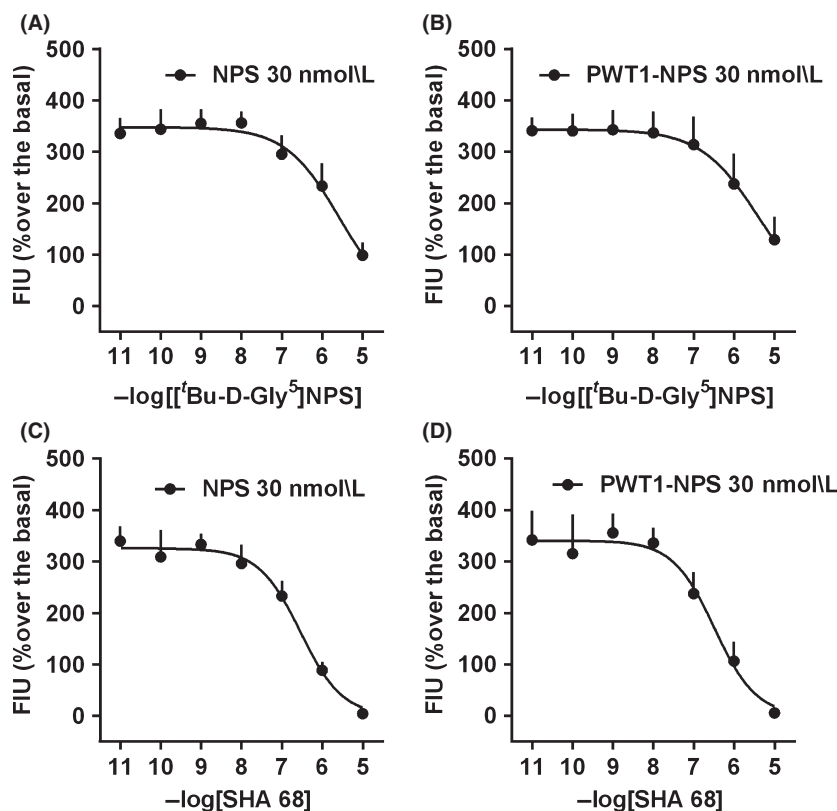 (A)
FIU (%over the basal)
500
400
300
200
100
0
NPS 30 nmol\L
11 10 9 8 7 6 5
–log[[ᵗBu-D-Gly⁵]NPS]
(B)
FIU (%over the basal)
500
400
300
200
100
0
PWT1-NPS 30 nmol\L
11 10 9 8 7 6 5
–log[[ᵗBu-D-Gly⁵]NPS]
(C)
FIU (%over the basal)
500
400
300
200
100
0
NPS 30 nmol\L
11 10 9 8 7 6 5
–log[SHA 68]
(D)
FIU (%over the basal)
500
400
300
200
100
0
PWT1-NPS 30 nmol\L
11 10 9 8 7 6 5
–log[SHA 68]